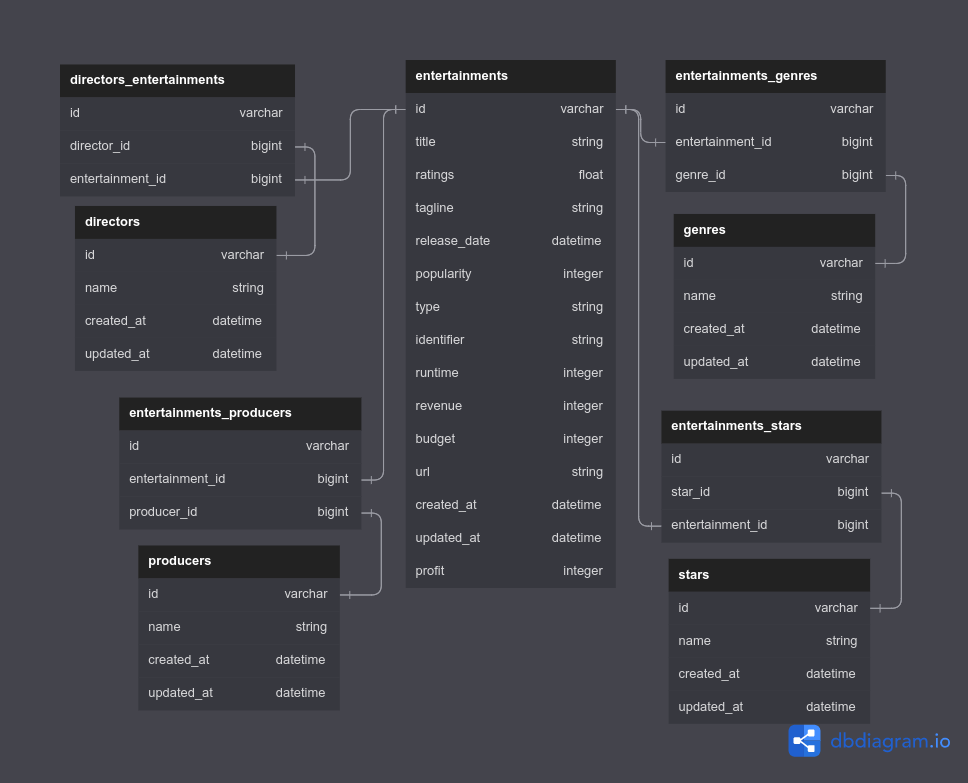 directors_entertainments
id varchar
director_id bigint
entertainment_id bigint
directors
id varchar
name string
created_at datetime
updated_at datetime
entertainments_producers
id varchar
entertainment_id bigint
producer_id bigint
producers
id varchar
name string
created_at datetime
updated_at datetime
entertainments
id varchar
title string
ratings float
tagline string
release_date datetime
popularity integer
type string
identifier string
runtime integer
revenue integer
budget integer
url string
created_at datetime
updated_at datetime
profit integer
entertainments_genres
id varchar
entertainment_id bigint
genre_id bigint
genres
id varchar
name string
created_at datetime
updated_at datetime
entertainments_stars
id varchar
star_id bigint
entertainment_id bigint
stars
id varchar
name string
created_at datetime
updated_at datetime
dbdiagram.io